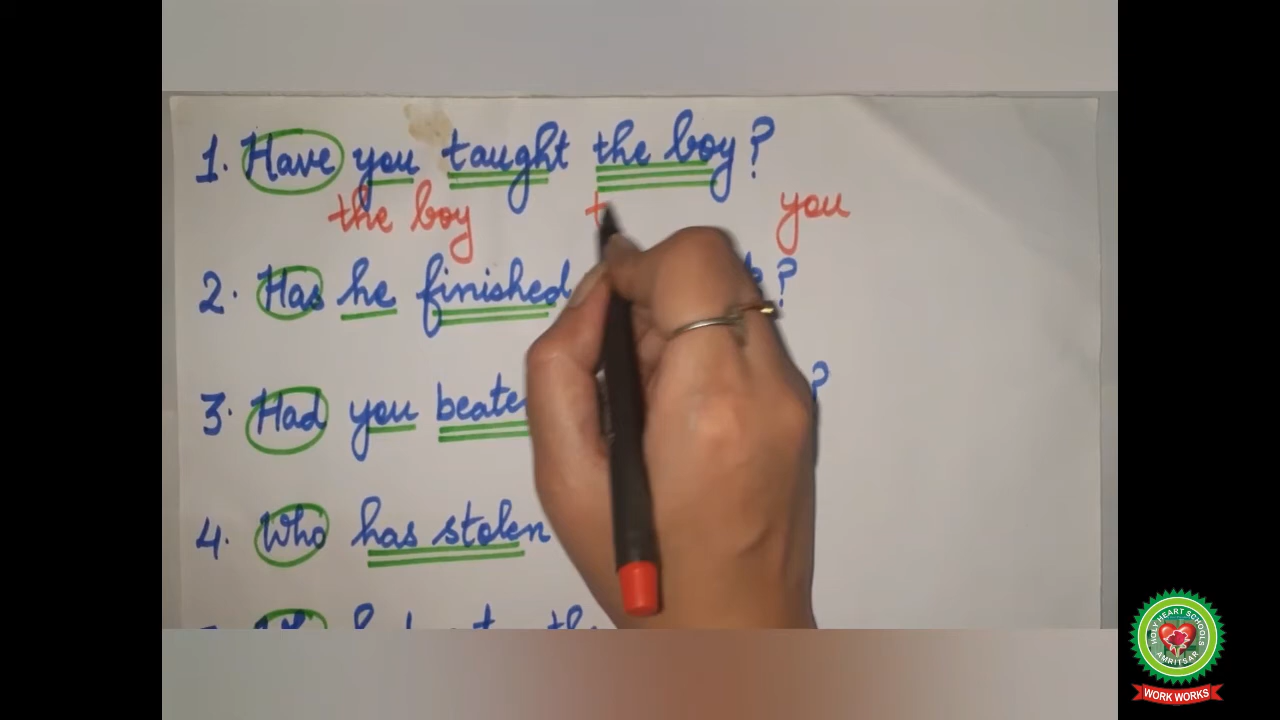 1. Have you taught the boy?
the boy t you
2. Has he finished ?
3. Had you beaten ?
4. Who has stolen
HOLY HEART SCHOOLS
AMRITSAR
WORK WORKS